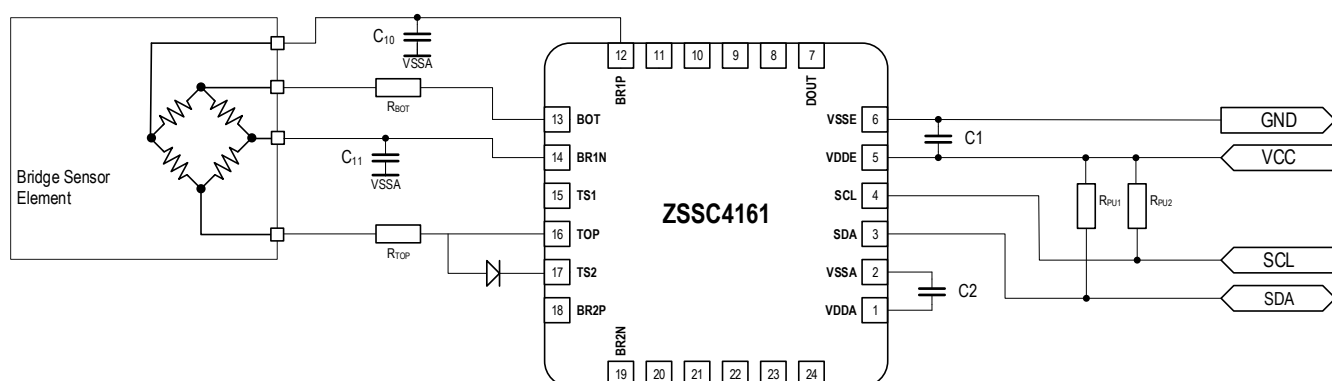 C10
VSSA
12
11
10
9
8
7
BR1P
DOUT
RBOT
13
BOT
VSSE
6
C1
GND
C11
VSSA
14
BR1N
VDDE
5
VCC
Bridge Sensor
Element
15
TS1
ZSSC4161
SCL
4
RPU1
RPU2
RTOP
16
TOP
SDA
3
SCL
17
TS2
VSSA
2
C2
SDA
18
BR2P
VDDA
1
BR2N
19
20
21
22
23
24